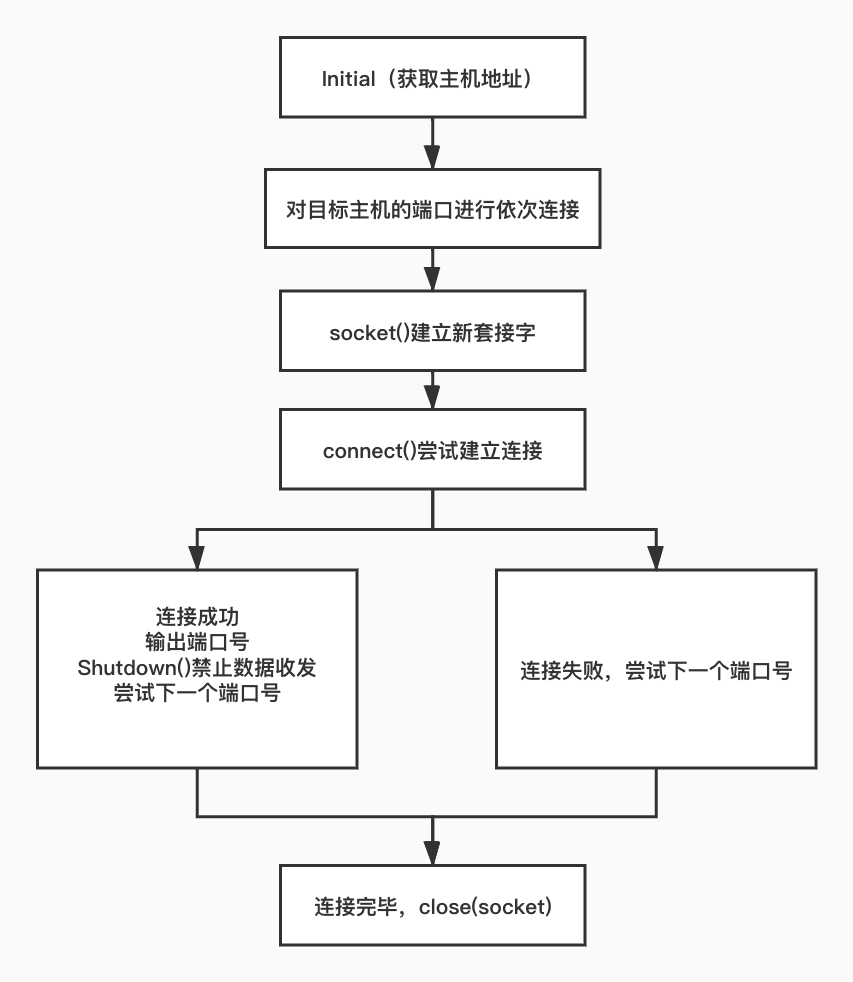 Initial（获取主机地址）
对目标主机的端口进行依次连接
socket()建立新套接字
connect()尝试建立连接
连接成功
输出端口号
Shutdown()禁止数据收发
尝试下一个端口号
连接失败，尝试下一个端口号
连接完毕，close(socket)